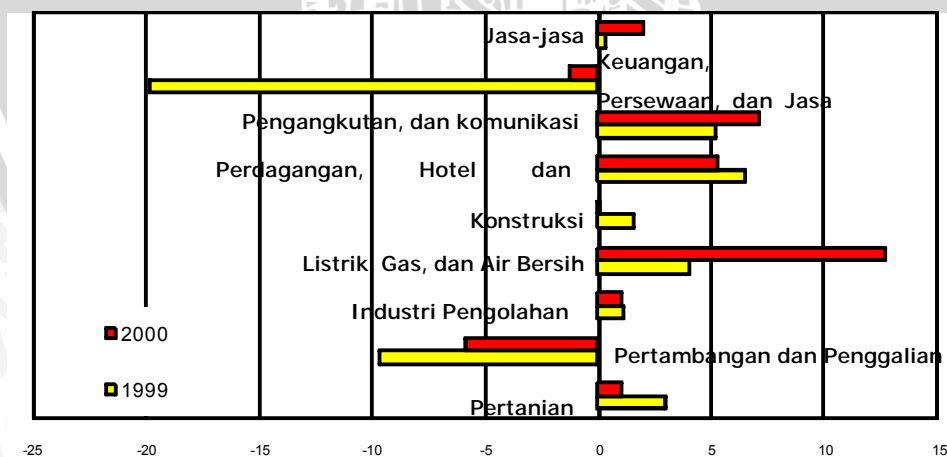 Jasa-jasa
Keuangan,
Persewaan, dan Jasa
Pengangkutan, dan komunikasi
Perdagangan, Hotel dan
Konstruksi
Listrik, Gas, dan Air Bersih
Industri Pengolahan
2000
Pertambangan dan Penggalian
1999
Pertanian
-25 -20 -15 -10 -5 0 5 10 15